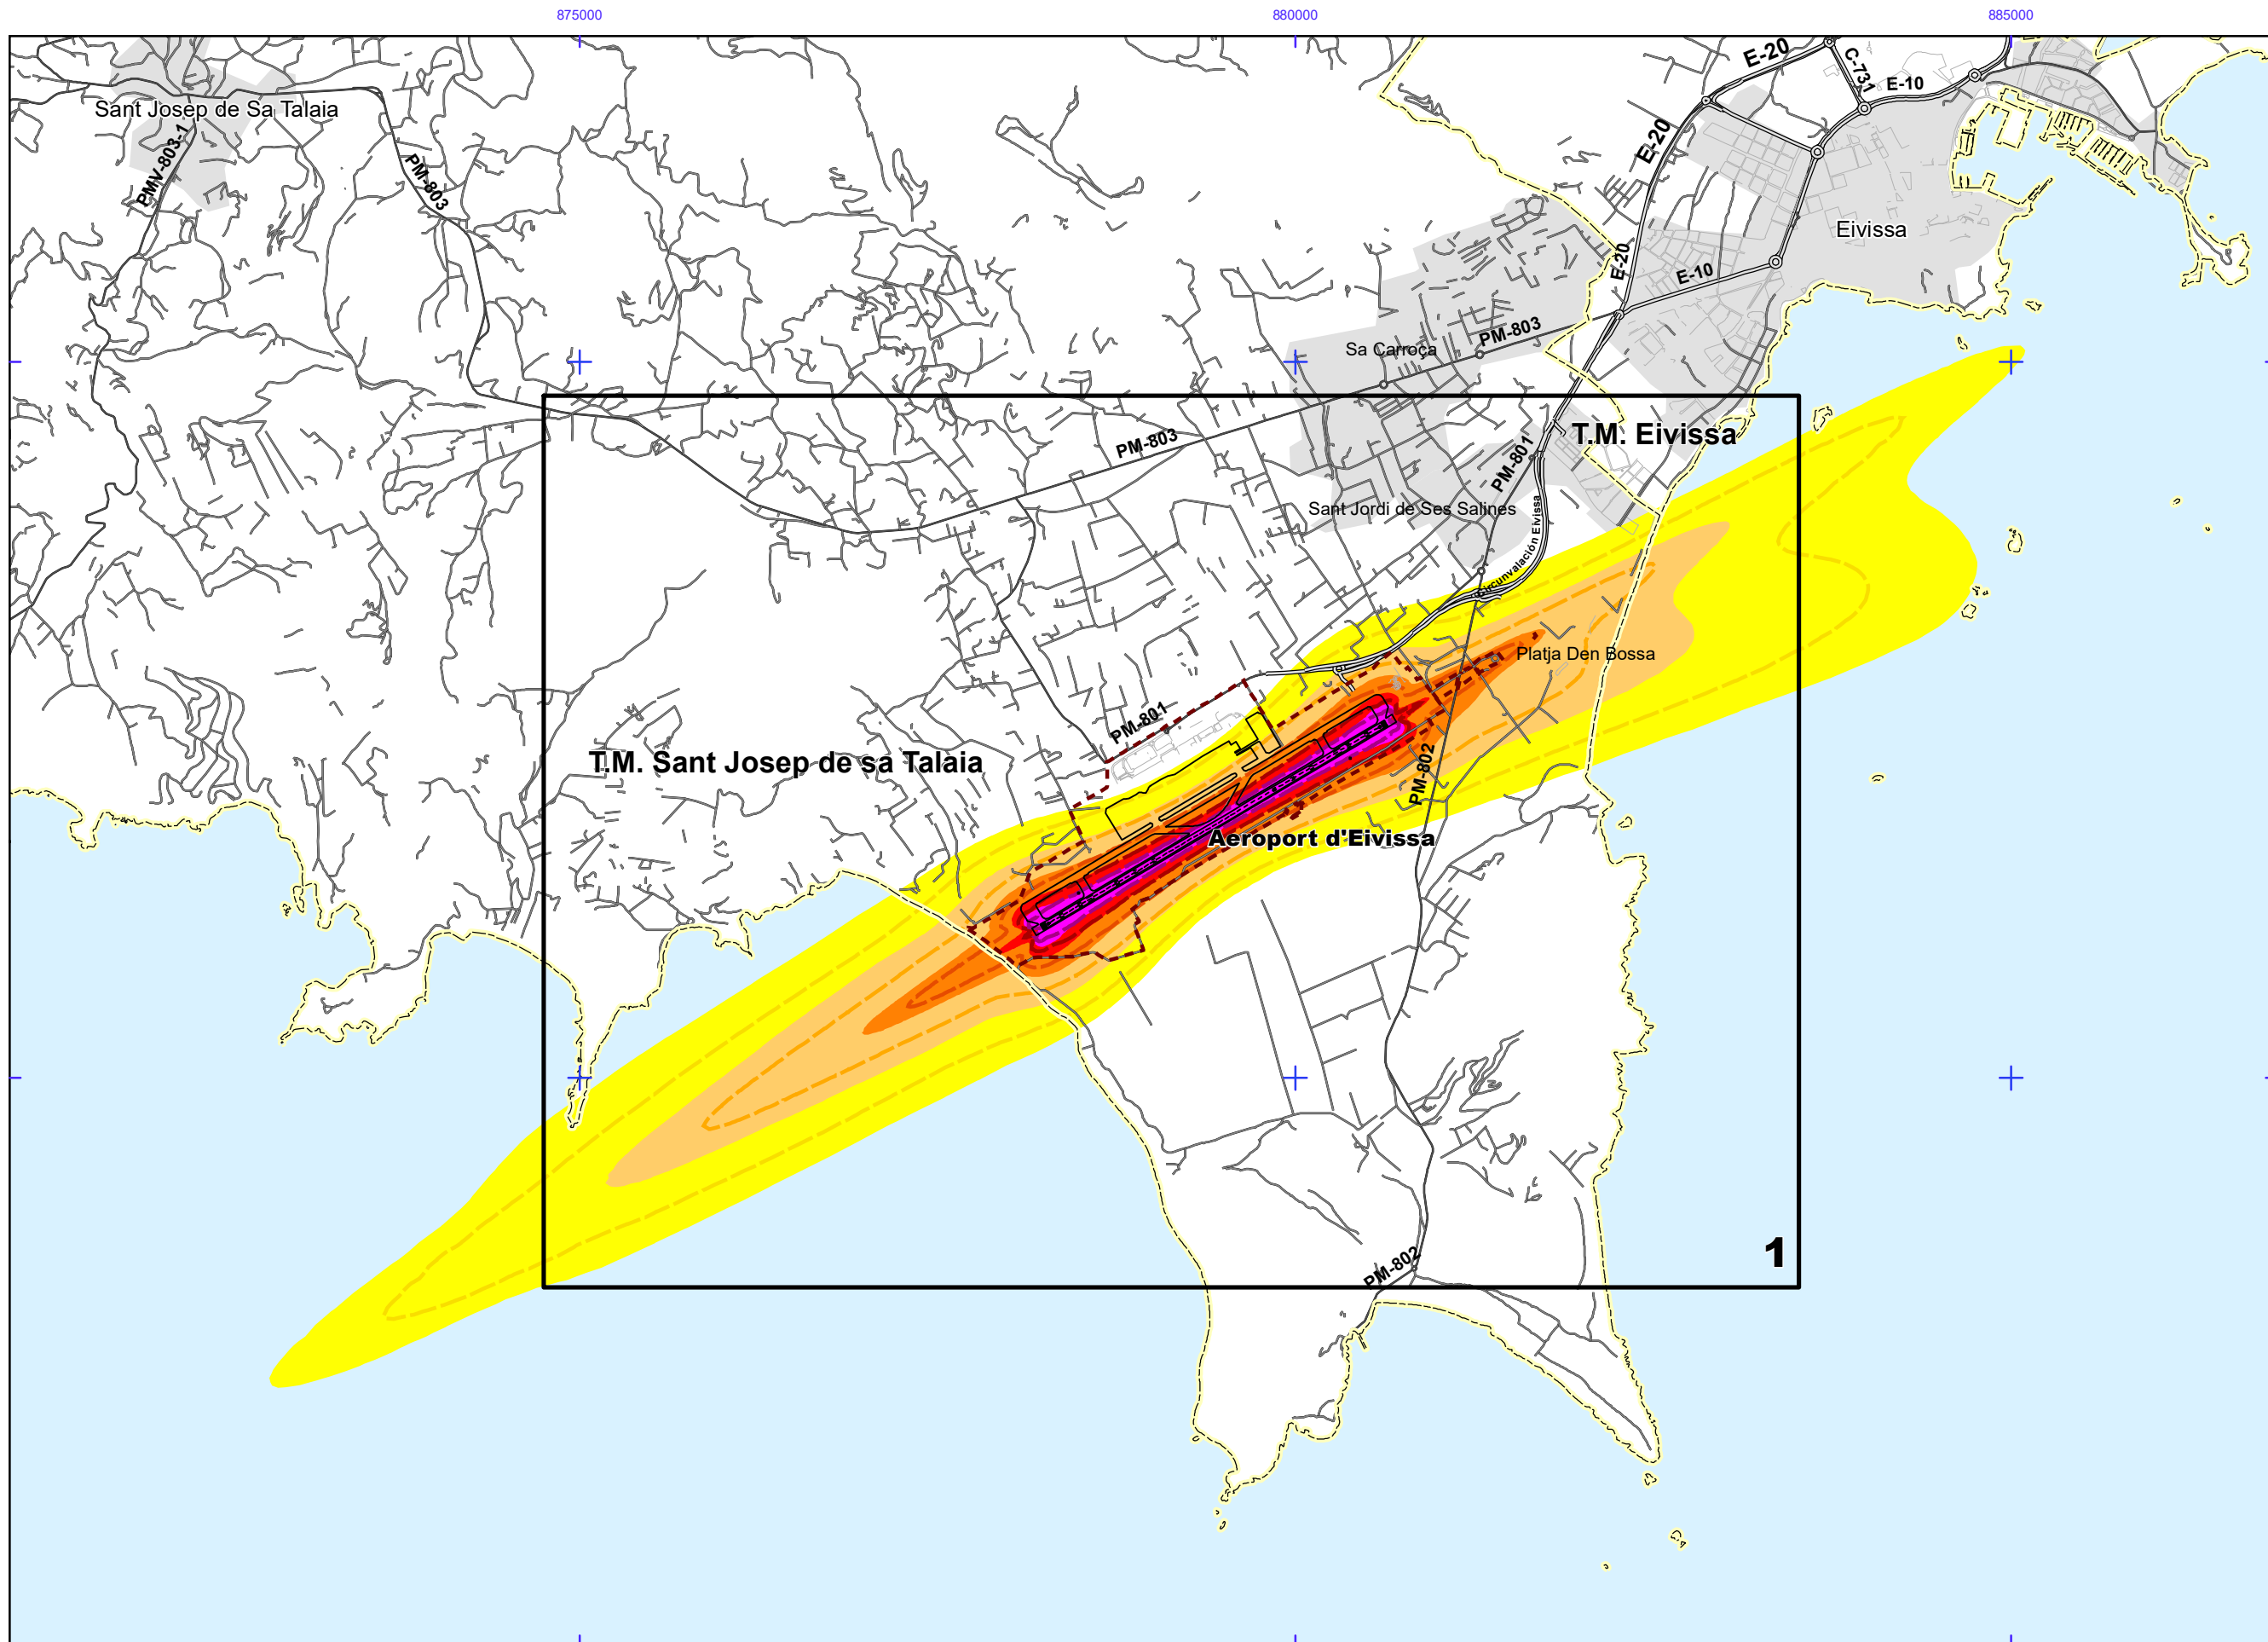 875000
880000
885000
E-20
C-731
E-10
Sant Josep de Sa Talaia
PMV-803-1
PM-803
E-20
Eivissa
E-20
E-10
PM-803
Sa Carroça
T.M. Eivissa
PM-803
PM-801
Sant Jordi de Ses Salines
Circunvalación Eivissa
Platja Den Bossa
PM-801
T.M. Sant Josep de sa Talaia
PM-802
Aeroport d'Eivissa
1
PM-802